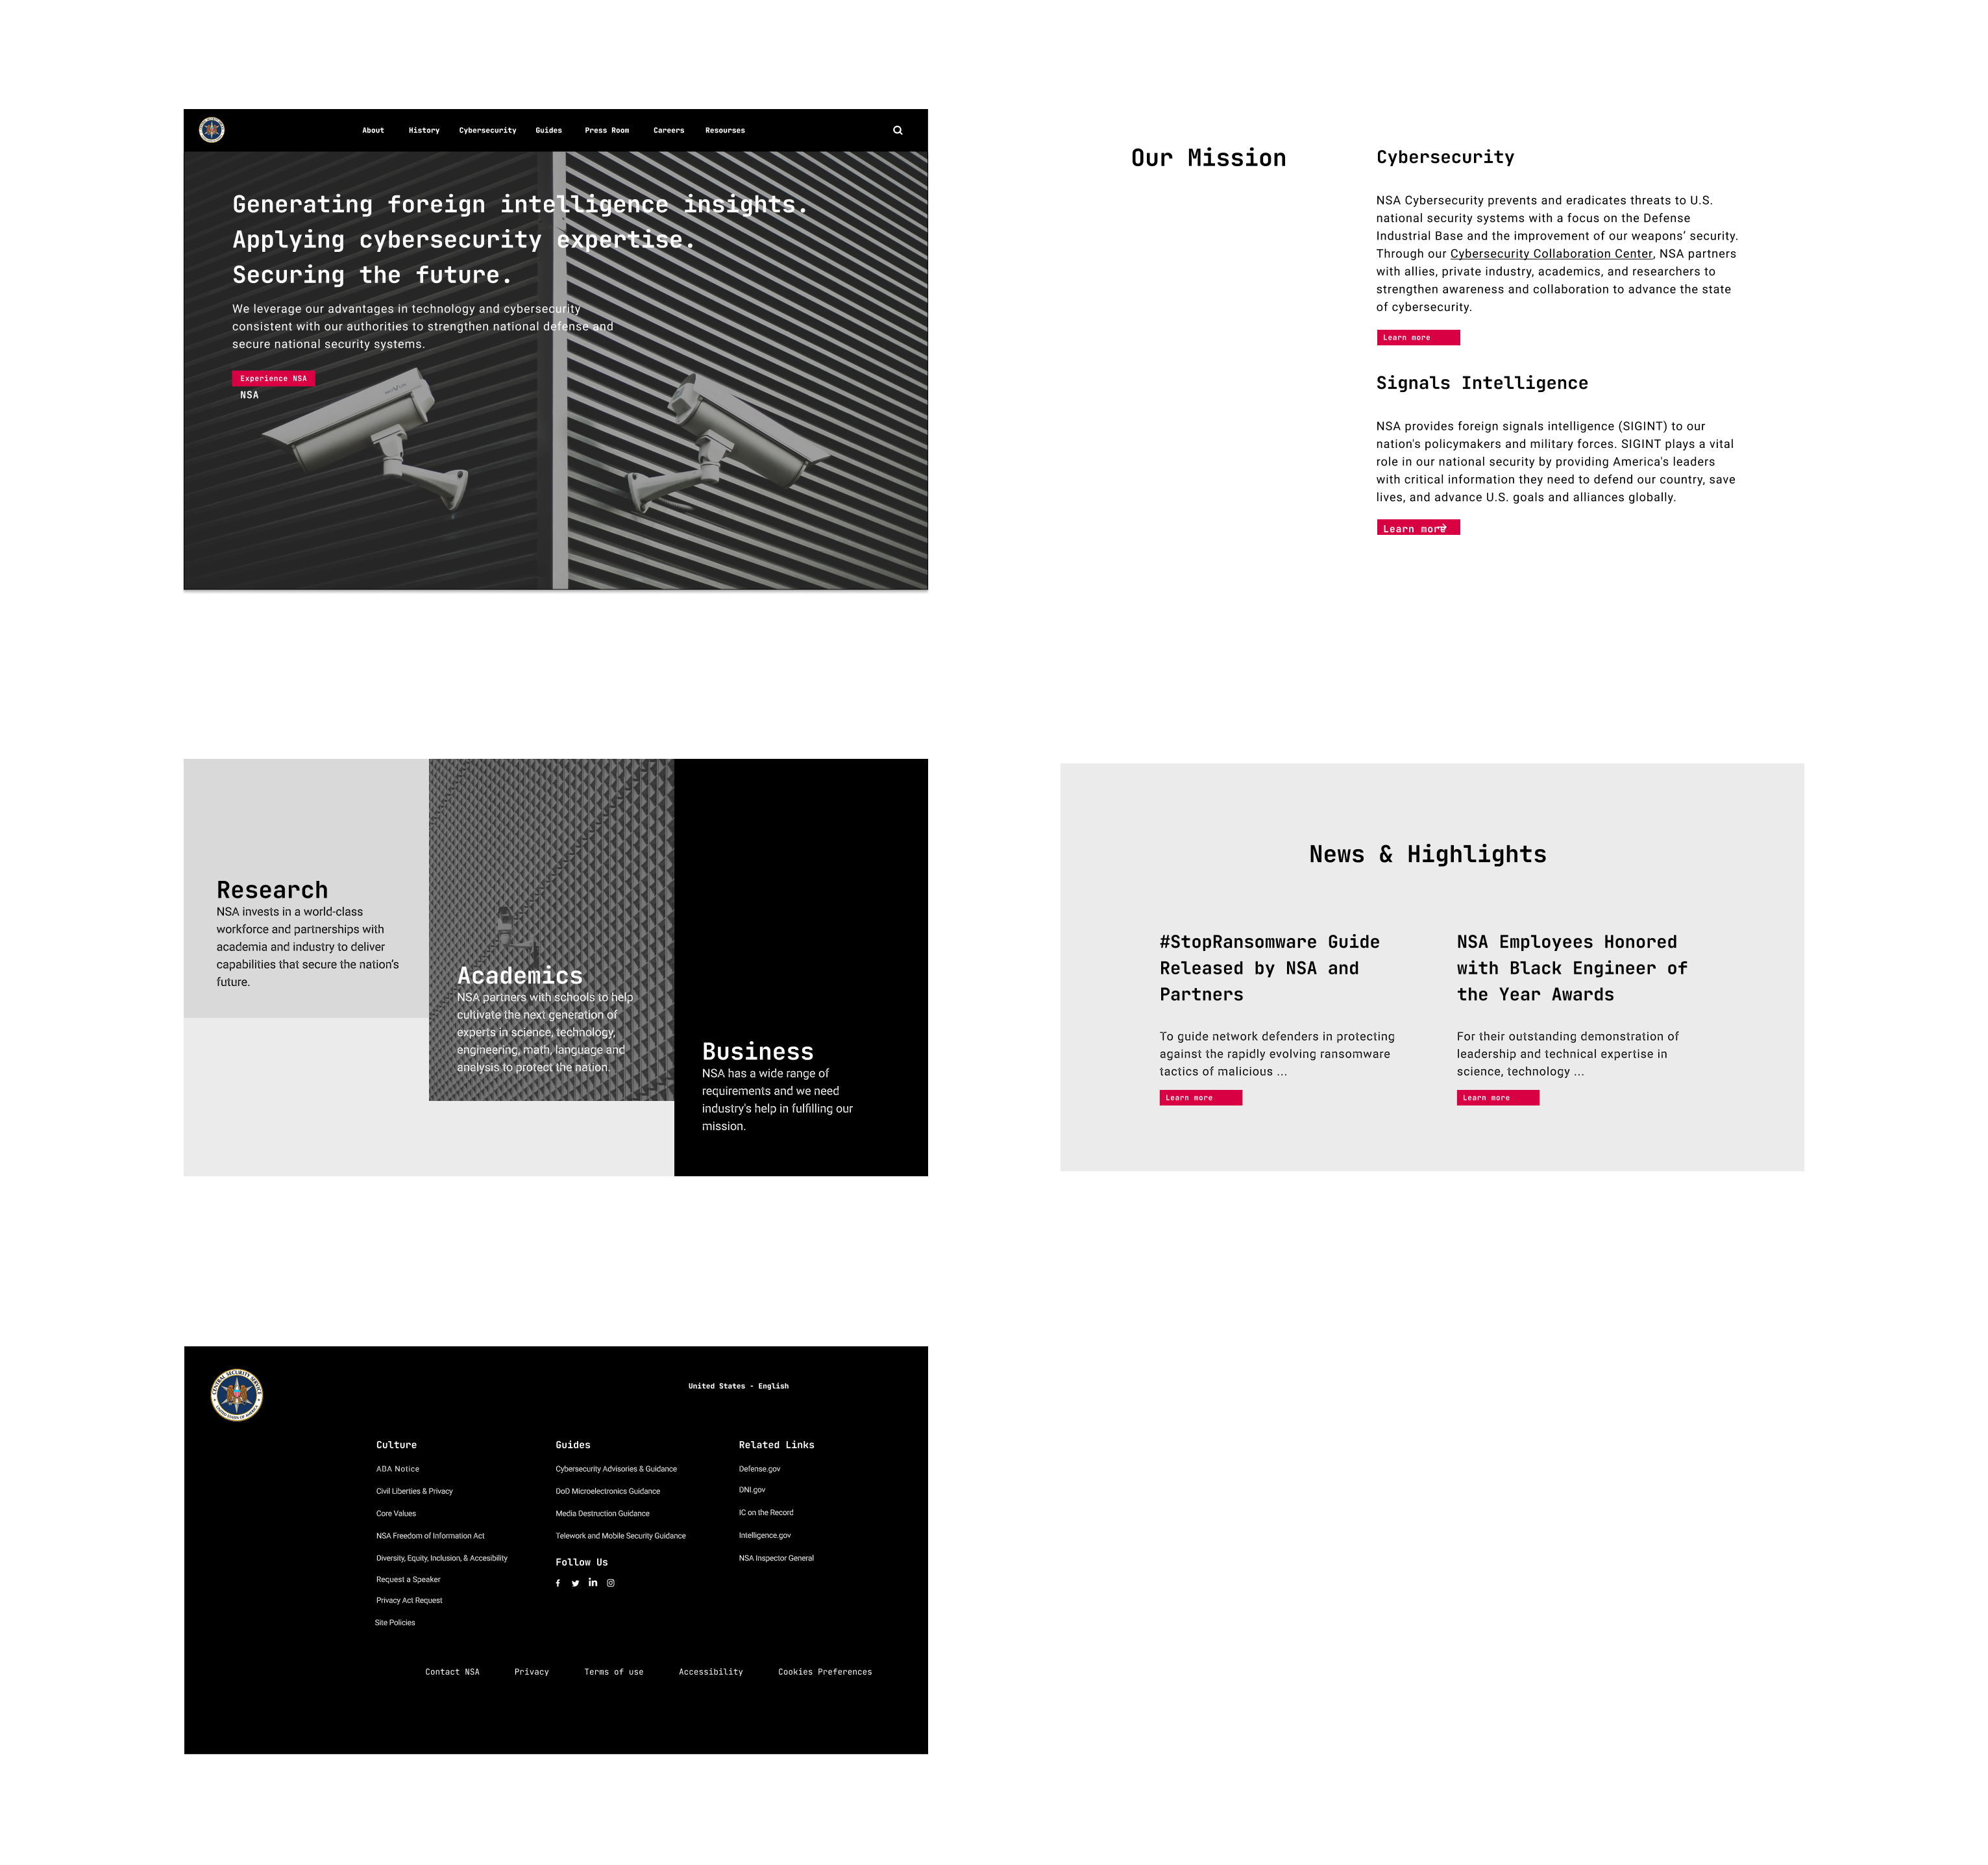 About History Cybersecurity Guides Press Room Careers Resourses
Generating foreign intelligence insights.
Applying cybersecurity expertise.
Securing the future.
We leverage our advantages in technology and cybersecurity
consistent with our authorities to strengthen national defense and
secure national security systems.
Experience NSA
NSA
Our Mission
Cybersecurity
NSA Cybersecurity prevents and eradicates threats to U.S.
national security systems with a focus on the Defense
Industrial Base and the improvement of our weapons’ security.
Through our Cybersecurity Collaboration Center, NSA partners
with allies, private industry, academics, and researchers to
strengthen awareness and collaboration to advance the state
of cybersecurity.
Learn more
Signals Intelligence
NSA provides foreign signals intelligence (SIGINT) to our
nation's policymakers and military forces. SIGINT plays a vital
role in our national security by providing America's leaders
with critical information they need to defend our country, save
lives, and advance U.S. goals and alliances globally.
Learn more
Research
NSA invests in a world-class
workforce and partnerships with
academia and industry to deliver
capabilities that secure the nation’s
future.
Academics
NSA partners with schools to help
cultivate the next generation of
experts in science, technology,
engineering, math, language and
analysis to protect the nation.
Business
NSA has a wide range of
requirements and we need
industry's help in fulfilling our
mission.
News & Highlights
#StopRansomware Guide
Released by NSA and
Partners
To guide network defenders in protecting
against the rapidly evolving ransomware
tactics of malicious ...
Learn more
NSA Employees Honored
with Black Engineer of
the Year Awards
For their outstanding demonstration of
leadership and technical expertise in
science, technology ...
Learn more
CENTRAL SECURITY SERVICE
UNITED STATES OF AMERICA
United States - English
Culture
ABA Notice
Civil Liberties & Privacy
Core Values
NSA Freedom of Information Act
Diversity, Equity, Inclusion, & Accesibility
Request a Speaker
Privacy Act Request
Site Policies
Guides
Cybersecurity Advisories & Guidance
DoD Microelectronics Guidance
Media Destruction Guidance
Telework and Mobile Security Guidance
Follow Us
Related Links
Defense.gov
DNI.gov
IC on the Record
Intelligence.gov
NSA Inspector General
Contact NSA Privacy Terms of use Accessibility Cookies Preferences